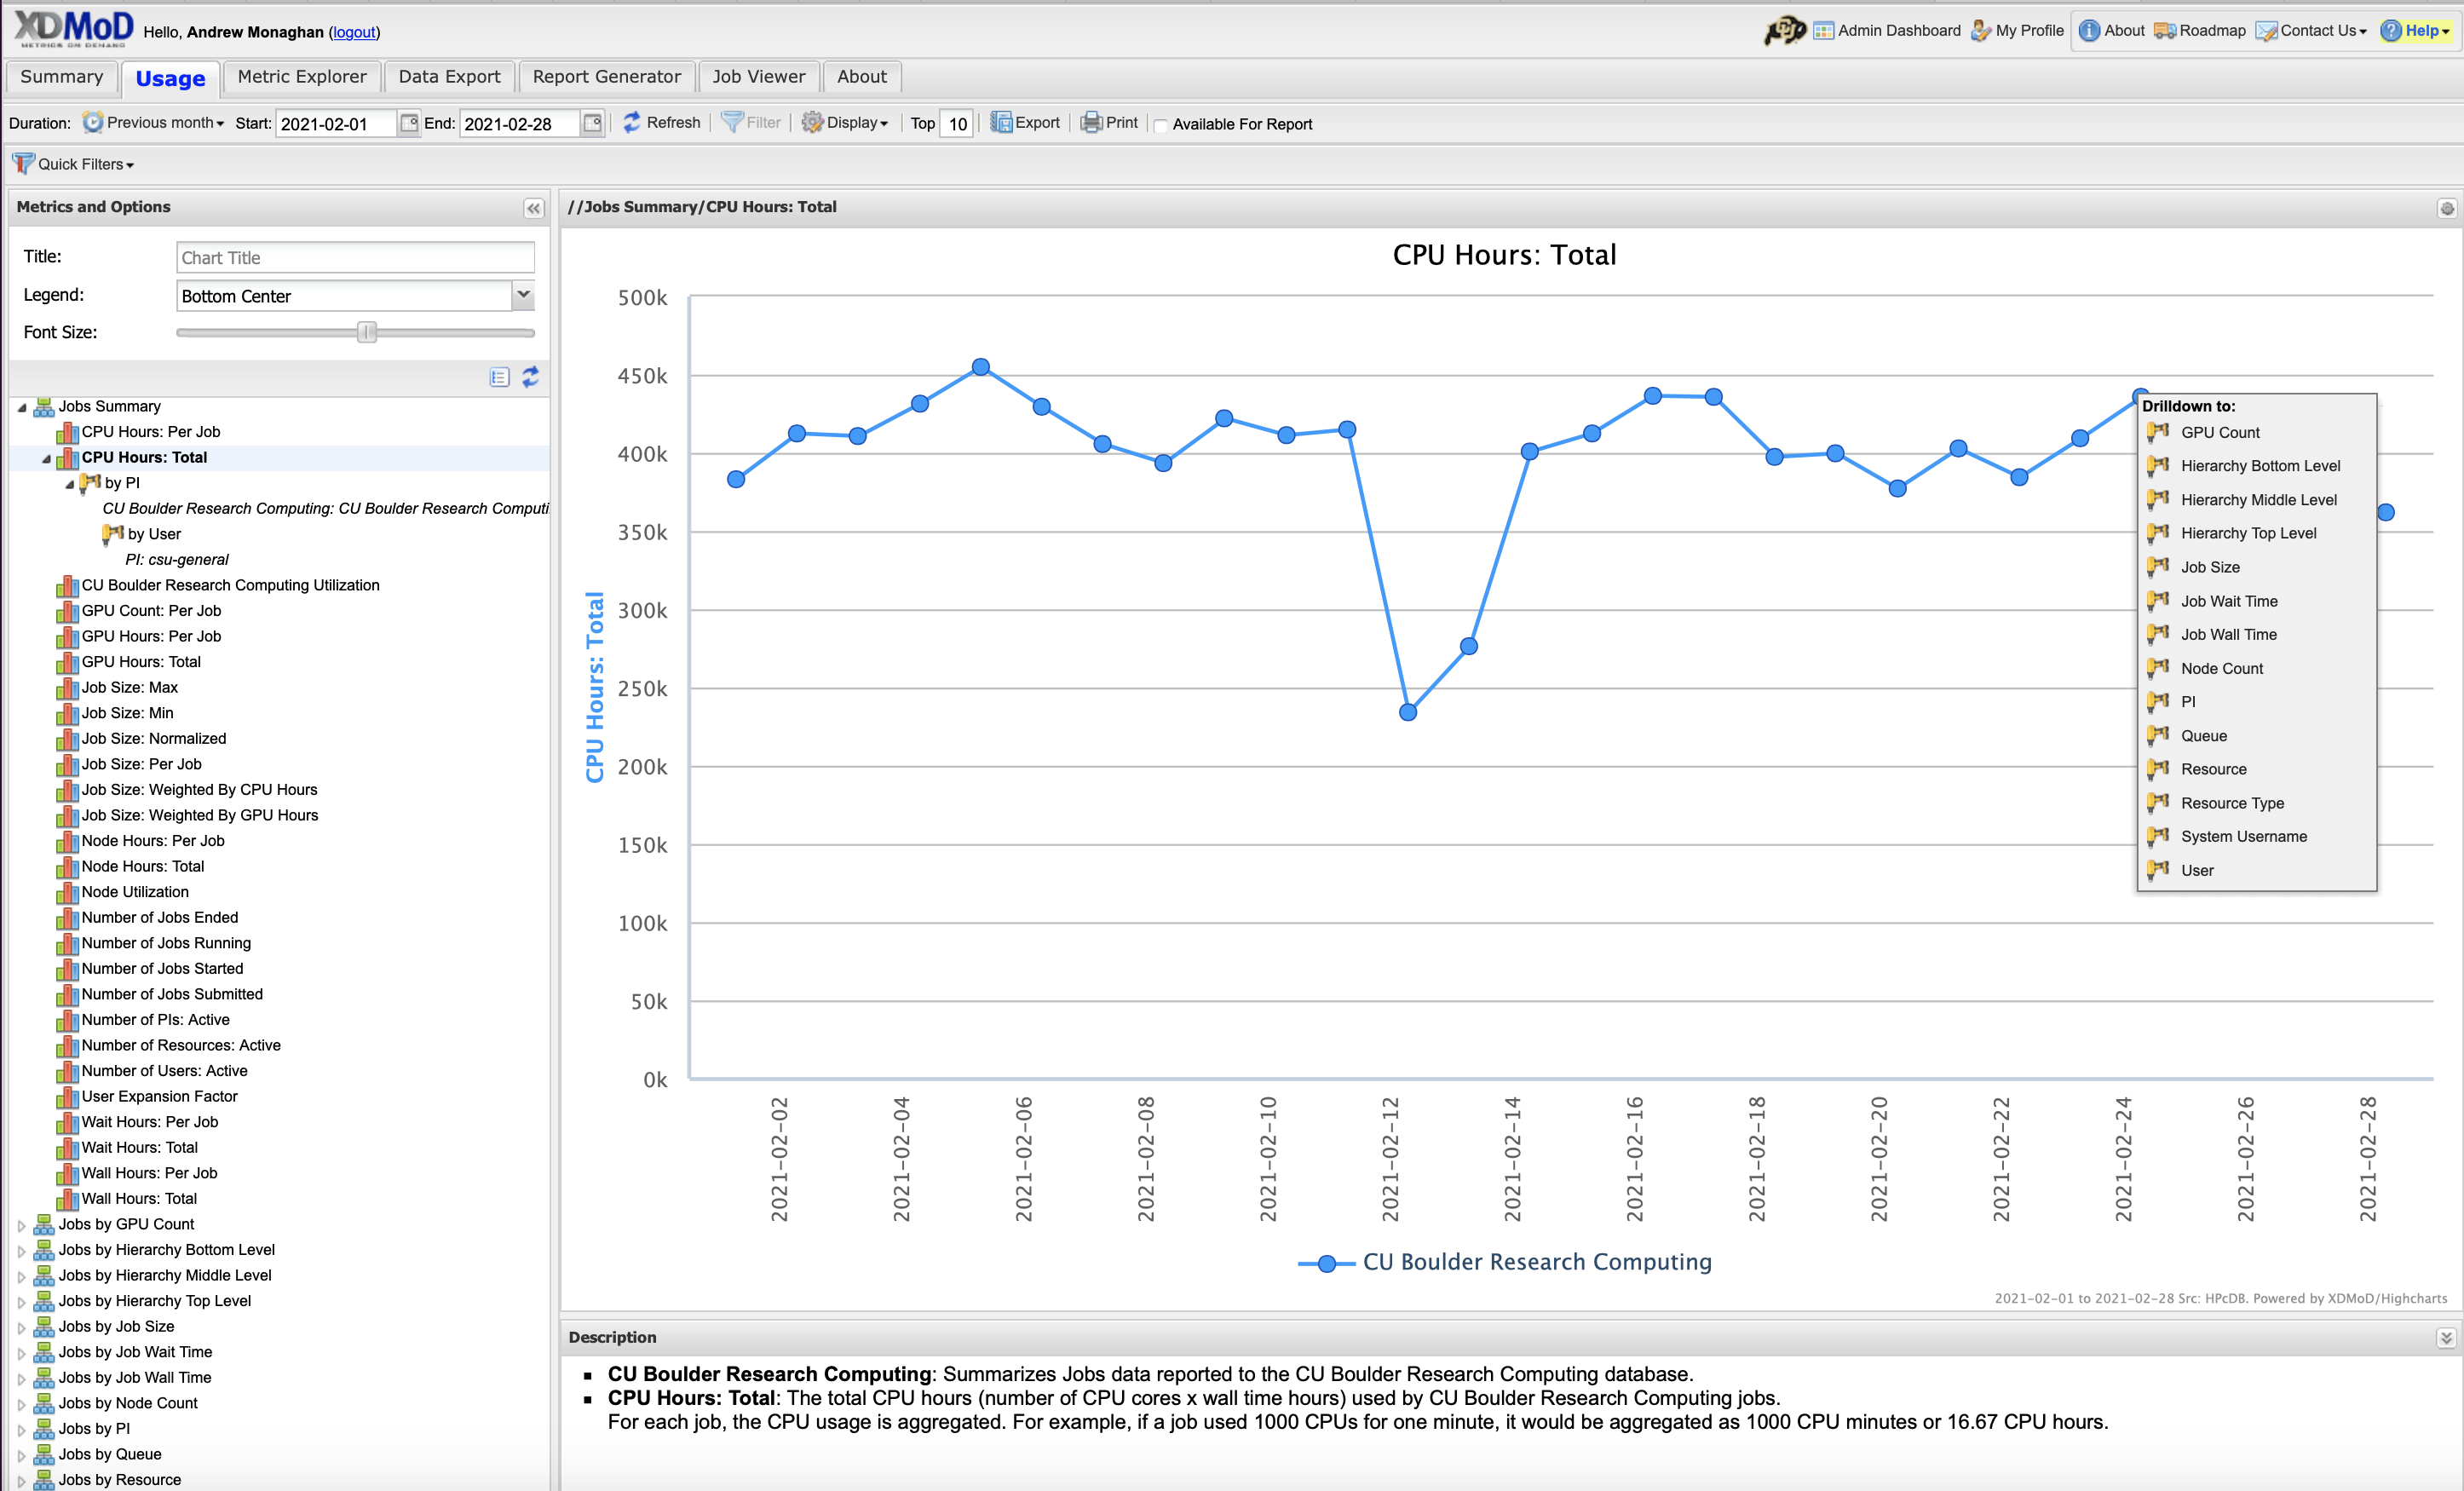 XDMoD
METRICS ON DEMAND
Hello, Andrew Monaghan (logout)
Admin Dashboard My Profile About Roadmap Contact Us Help
Summary Usage Metric Explorer Data Export Report Generator Job Viewer About
Duration: Previous month Start: 2021-02-01 End: 2021-02-28 Refresh Filter Display Top 10 Export Print Available For Report
Quick Filters
Metrics and Options
Title: Chart Title
Legend: Bottom Center
Font Size:
Jobs Summary
CPU Hours: Per Job
CPU Hours: Total
by PI
CU Boulder Research Computing: CU Boulder Research Computi
by User
PI: csu-general
CU Boulder Research Computing Utilization
GPU Count: Per Job
GPU Hours: Per Job
GPU Hours: Total
Job Size: Max
Job Size: Min
Job Size: Normalized
Job Size: Per Job
Job Size: Weighted By CPU Hours
Job Size: Weighted By GPU Hours
Node Hours: Per Job
Node Hours: Total
Node Utilization
Number of Jobs Ended
Number of Jobs Running
Number of Jobs Started
Number of Jobs Submitted
Number of PIs: Active
Number of Resources: Active
Number of Users: Active
User Expansion Factor
Wait Hours: Per Job
Wait Hours: Total
Wall Hours: Per Job
Wall Hours: Total
Jobs by GPU Count
Jobs by Hierarchy Bottom Level
Jobs by Hierarchy Middle Level
Jobs by Hierarchy Top Level
Jobs by Job Size
Jobs by Job Wait Time
Jobs by Job Wall Time
Jobs by Node Count
Jobs by PI
Jobs by Queue
Jobs by Resource
//Jobs Summary/CPU Hours: Total
CPU Hours: Total
CPU Hours: Total
500k
450k
400k
350k
300k
250k
200k
150k
100k
50k
0k
2021-02-02
2021-02-04
2021-02-06
2021-02-08
2021-02-10
2021-02-12
2021-02-14
2021-02-16
2021-02-18
2021-02-20
2021-02-22
2021-02-24
2021-02-26
2021-02-28
Drilldown to:
GPU Count
Hierarchy Bottom Level
Hierarchy Middle Level
Hierarchy Top Level
Job Size
Job Wait Time
Job Wall Time
Node Count
PI
Queue
Resource
Resource Type
System Username
User
CU Boulder Research Computing
2021-02-01 to 2021-02-28 Src: HPcDB. Powered by XDMoD/Highcharts
Description
CU Boulder Research Computing: Summarizes Jobs data reported to the CU Boulder Research Computing database.
CPU Hours: Total: The total CPU hours (number of CPU cores x wall time hours) used by CU Boulder Research Computing jobs.
For each job, the CPU usage is aggregated. For example, if a job used 1000 CPUs for one minute, it would be aggregated as 1000 CPU minutes or 16.67 CPU hours.